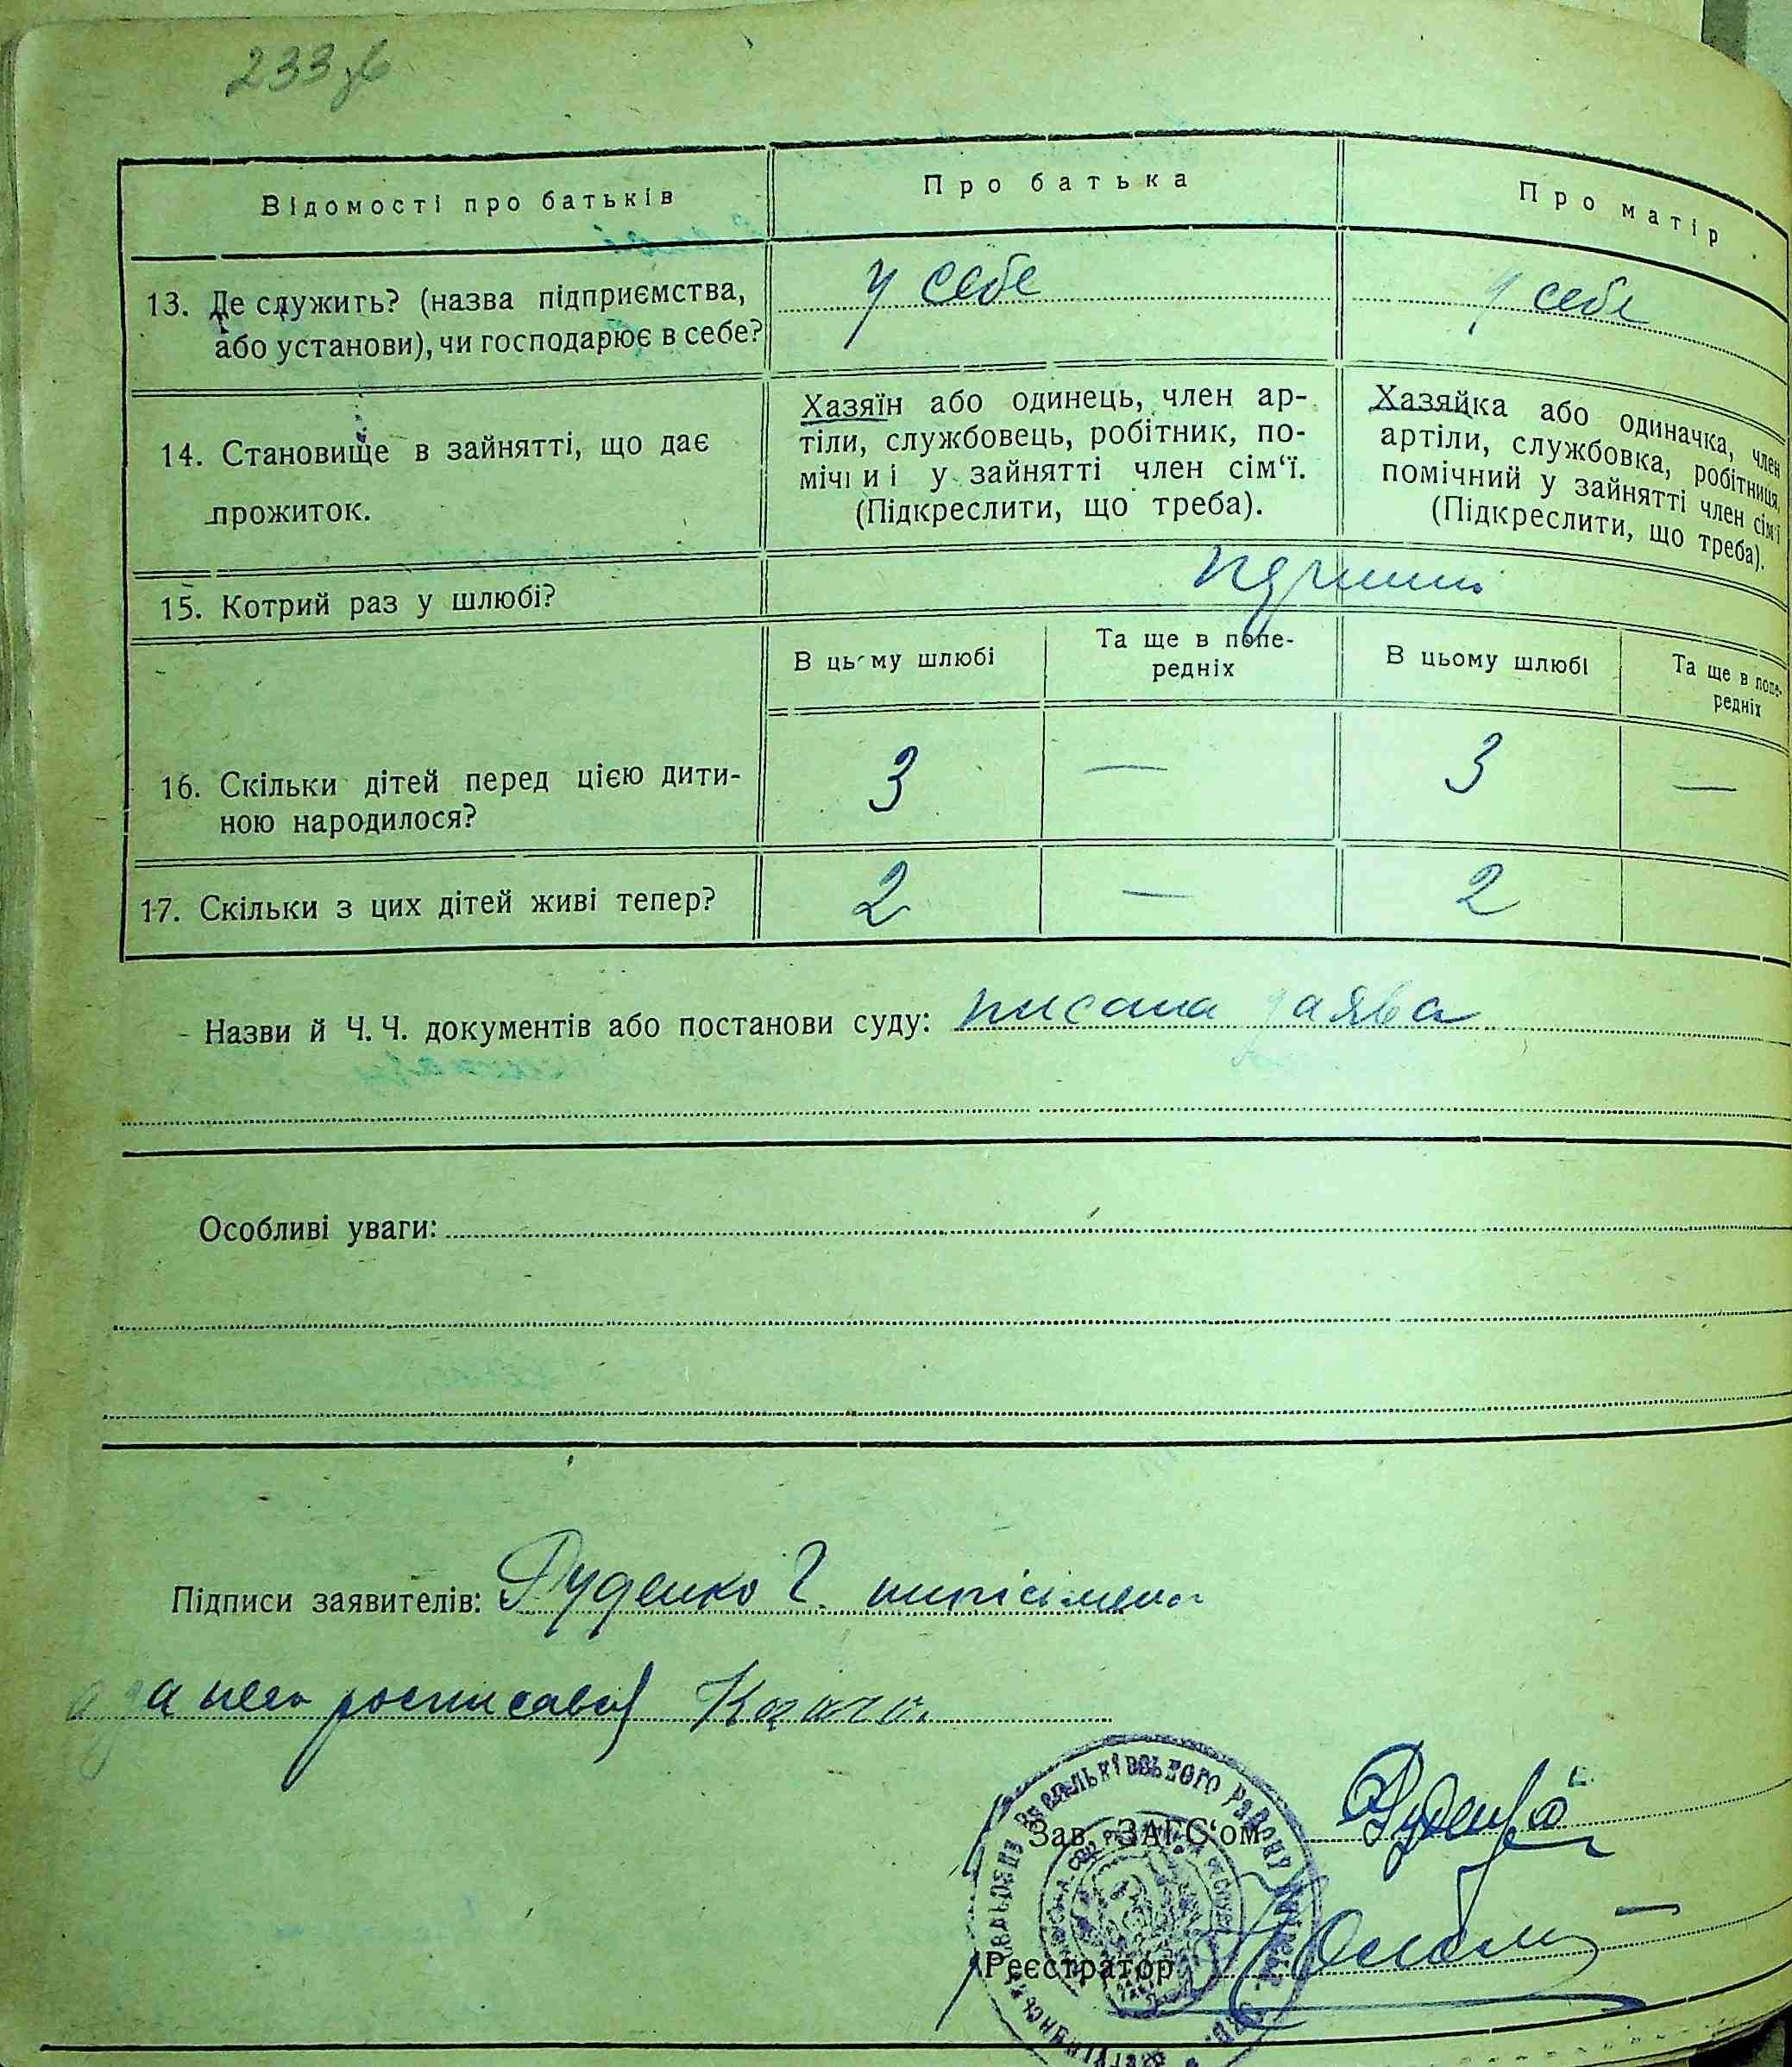 233 зв
Відомості про батьків
Про батька
Про матір
13. Де служить? (назва підприємства,
або установи), чи господарює в себе?
у себе
у себе
14. Становище в зайнятті, що дає
прожиток.
Хазяїн або одинець, член ар-
тіли, службовець, робітник, по-
мічн и і у зайнятті член сім‘ї.
(Підкреслити, що треба).
Хазяйка або одиначка, член
артіли, службовка, робітниця,
помічний у зайнятті член сім‘ї
(Підкреслити, що треба).
15. Котрий раз у шлюбі?
перший
В цьому шлюбі
Та ще в попе-
редніх
В цьому шлюбі
Та ще в попе-
редніх
16. Скільки дітей перед цією дити-
ною народилося?
3
—
3
—
17. Скільки з цих дітей живі тепер?
2
—
2
Назви й Ч. Ч. документів або постанови суду: писана заява
Особливі уваги:
Підписи заявителів: Руденко Г.
а за него росписався
Зав. ЗАГС‘ом
Реєстратор